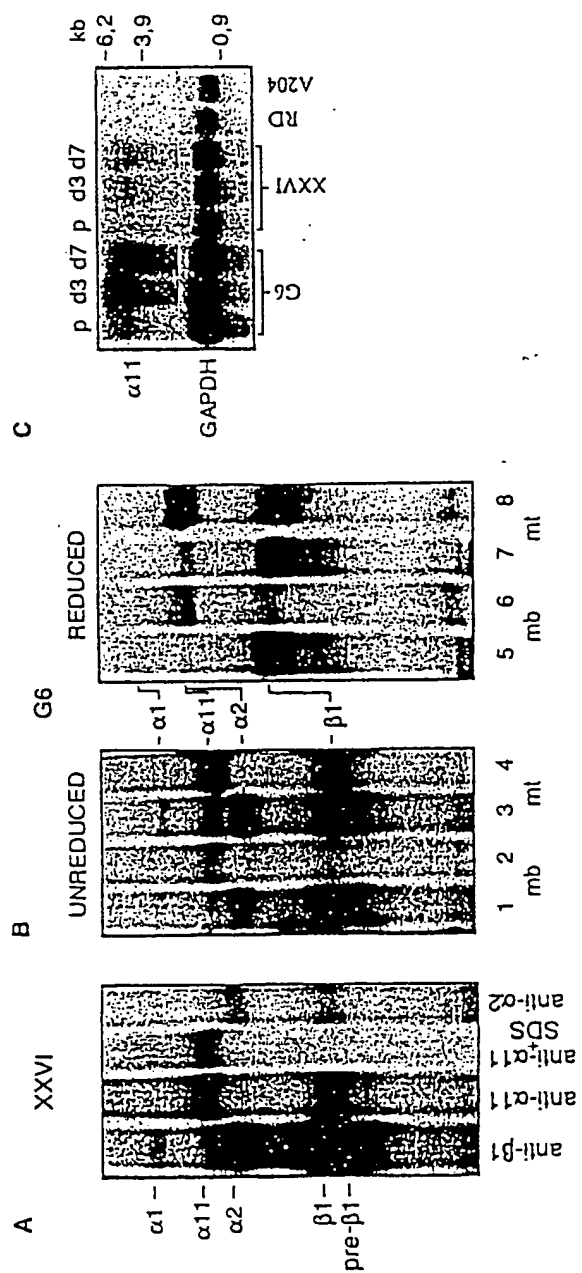 A
XXVI
α1-
α11-
α2-
β1-
pre-β1-
anti-β1
anti-α11
anti-α11
+
SDS
anti-α2
B
G6
UNREDUCED
REDUCED
-α1
-α11
-α2
-β1
1 2 3 4
mb mt
5 6 7 8
mb mt
C
p d3 d7 p d3 d7
kb
-6,2
-3,9
-0,9
α11
GAPDH
G6
XXVI
RD
A204